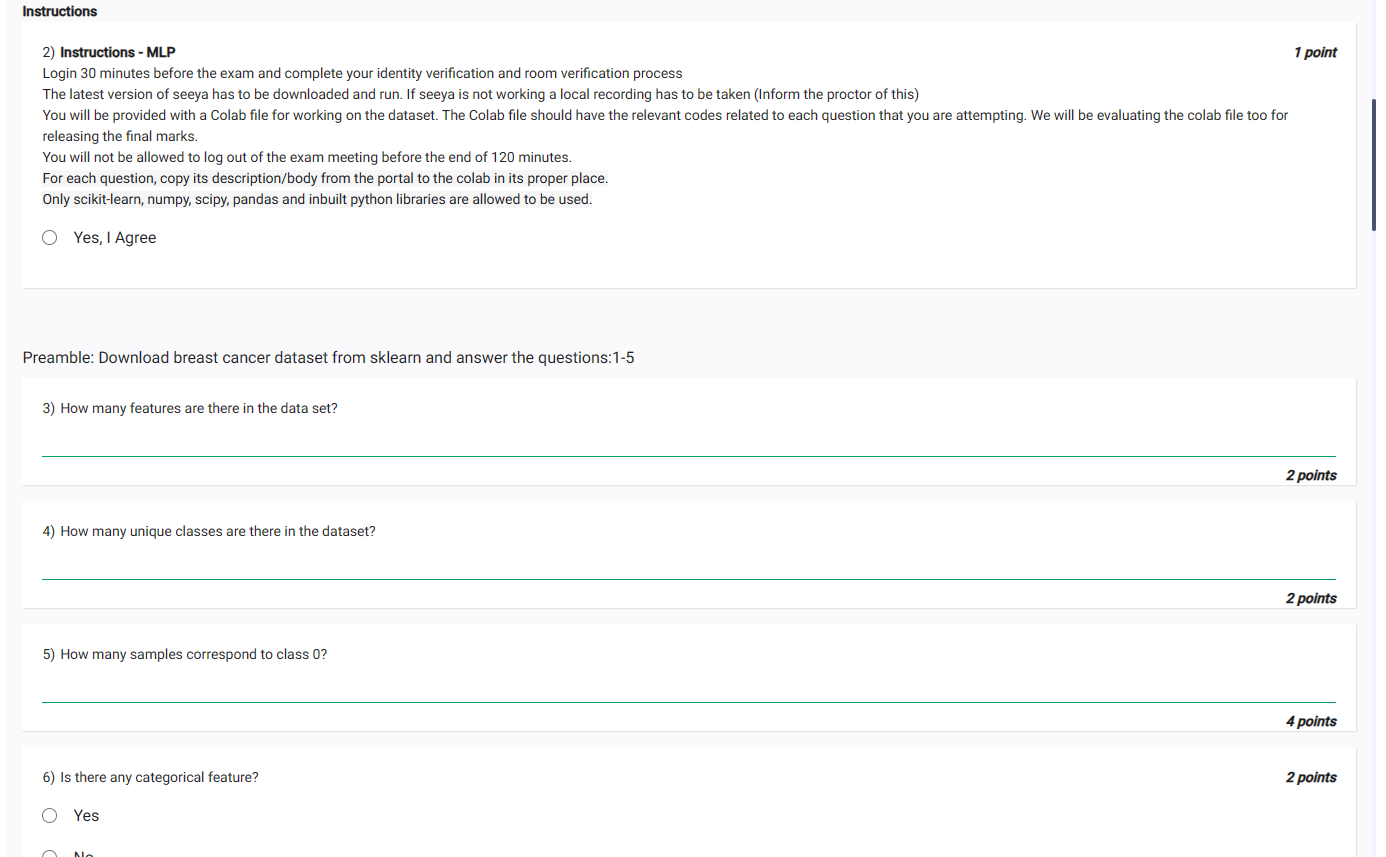 Instructions
2) Instructions - MLP
1 point
Login 30 minutes before the exam and complete your identity verification and room verification process
The latest version of seeya has to be downloaded and run. If seeya is not working a local recording has to be taken (Inform the proctor of this)
You will be provided with a Colab file for working on the dataset. The Colab file should have the relevant codes related to each question that you are attempting. We will be evaluating the colab file too for
releasing the final marks.
You will not be allowed to log out of the exam meeting before the end of 120 minutes.
For each question, copy its description/body from the portal to the colab in its proper place.
Only scikit-learn, numpy, scipy, pandas and inbuilt python libraries are allowed to be used.
Yes, I Agree
Preamble: Download breast cancer dataset from sklearn and answer the questions:1-5
3) How many features are there in the data set?
2 points
4) How many unique classes are there in the dataset?
2 points
5) How many samples correspond to class 0?
4 points
6) Is there any categorical feature?
2 points
Yes
No